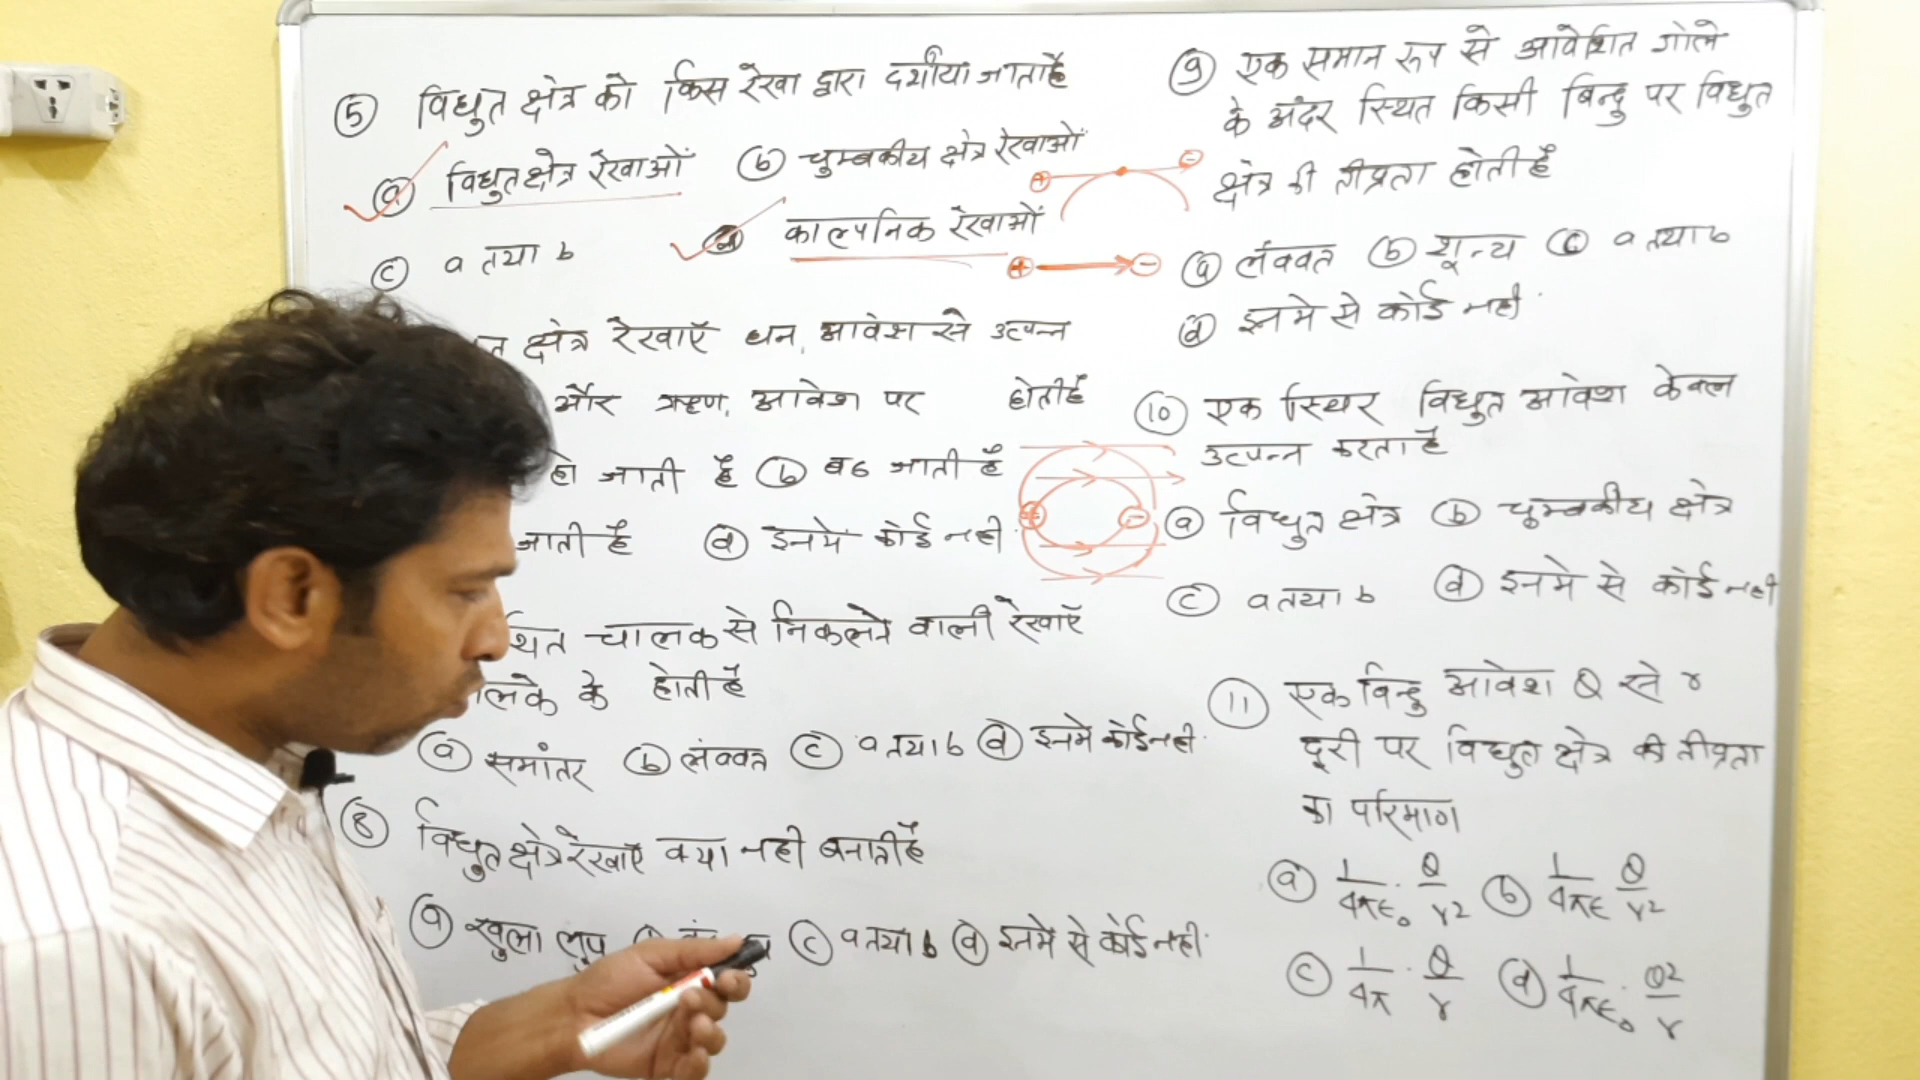 ⑤ विधुत क्षेत्र को किस रेखा द्वारा दर्शाया जाता है
ⓐ विधुत क्षेत्र रेखाओं ⓑ चुम्बकीय क्षेत्र रेखाओं
ⓒ a तथा b ⓓ काल्पनिक रेखाओं
क्षेत्र रेखाएँ धन आवेश से उत्पन्न
और ऋण आवेश पर होती है
हो जाती है ⓑ बढ जाती है
जाती है ⓓ इनमें कोई नही
चालक से निकलने वाली रेखाएँ
के होती है
ⓐ समांतर ⓑ लंबवत ⓒ a तथा b ⓓ इनमे कोई नही
⑧ विधुत क्षेत्र रेखाएँ क्या नही बनाती है
ⓐ खुला लूप ⓒ a तथा b ⓓ इनमे से कोई नही
⑨ एक समान रुप से आवेशित गोले
के अंदर स्थित किसी बिन्दु पर विधुत
क्षेत्र की तीव्रता होती है
ⓐ लंबवत ⓑ शून्य ⓒ a तथा b
ⓓ इनमे से कोई नही
⑩ एक स्थिर विधुत आवेश केवल
उत्पन्न करता है
ⓐ विधुत क्षेत्र ⓑ चुम्बकीय क्षेत्र
ⓒ a तथा b ⓓ इनमे से कोई नही
⑪ एक बिन्दु आवेश Q से r
दूरी पर विधुत क्षेत्र की तीव्रता
का परिमाण
ⓐ 1/4πε₀ · Q/r² ⓑ 1/4πε Q/r²
ⓒ 1/4π · Q/r ⓓ 1/4πε₀ · Q²/r